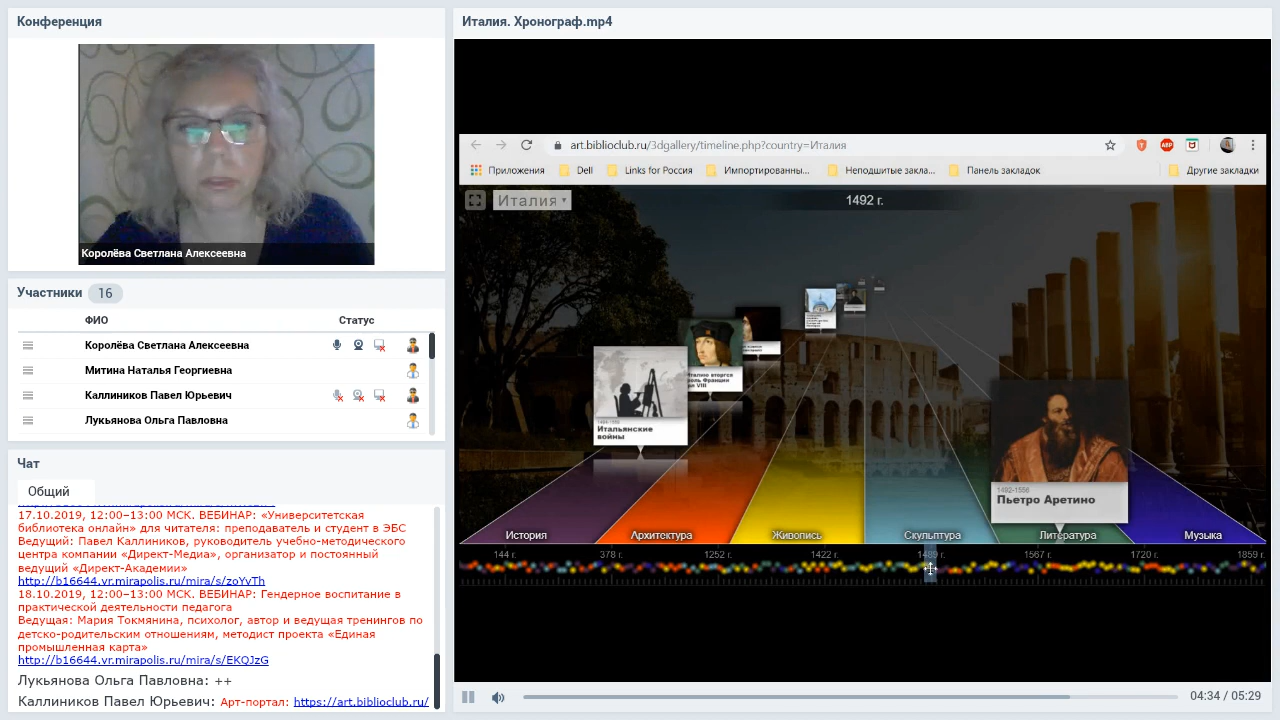 Конференция
Королёва Светлана Алексеевна
Участники 16
ФИО Статус
Королёва Светлана Алексеевна
Митина Наталья Георгиевна
Каллиников Павел Юрьевич
Лукьянова Ольга Павловна
Чат
Общий
17.10.2019, 12:00–13:00 МСК. ВЕБИНАР: «Университетская
библиотека онлайн» для читателя: преподаватель и студент в ЭБС
Ведущий: Павел Каллиников, руководитель учебно-методического
центра компании «Директ-Медиа», организатор и постоянный
ведущий «Директ-Академии»
http://b16644.vr.mirapolis.ru/mira/s/zoYvTh
18.10.2019, 12:00–13:00 МСК. ВЕБИНАР: Гендерное воспитание в
практической деятельности педагога
Ведущая: Мария Токмянина, психолог, автор и ведущая тренингов по
детско-родительским отношениям, методист проекта «Единая
промышленная карта»
http://b16644.vr.mirapolis.ru/mira/s/EKQJzG
Лукьянова Ольга Павловна: ++
Каллиников Павел Юрьевич: Арт-портал: https://art.biblioclub.ru/
Италия. Хронограф.mp4
art.biblioclub.ru/3dgallery/timeline.php?country=Италия
ABP
Приложения Dell Links for Россия Импортированны... Неподшитые закла... Панель закладок Другие закладки
Италия
1492 г.
Итальянские
войны
1492-1556
Пьетро Аретино
История Архитектура Живопись Скульптура Литература Музыка
144 г. 378 г. 1252 г. 1422 г. 1489 г. 1567 г. 1720 г. 1859 г.
04:34 / 05:29